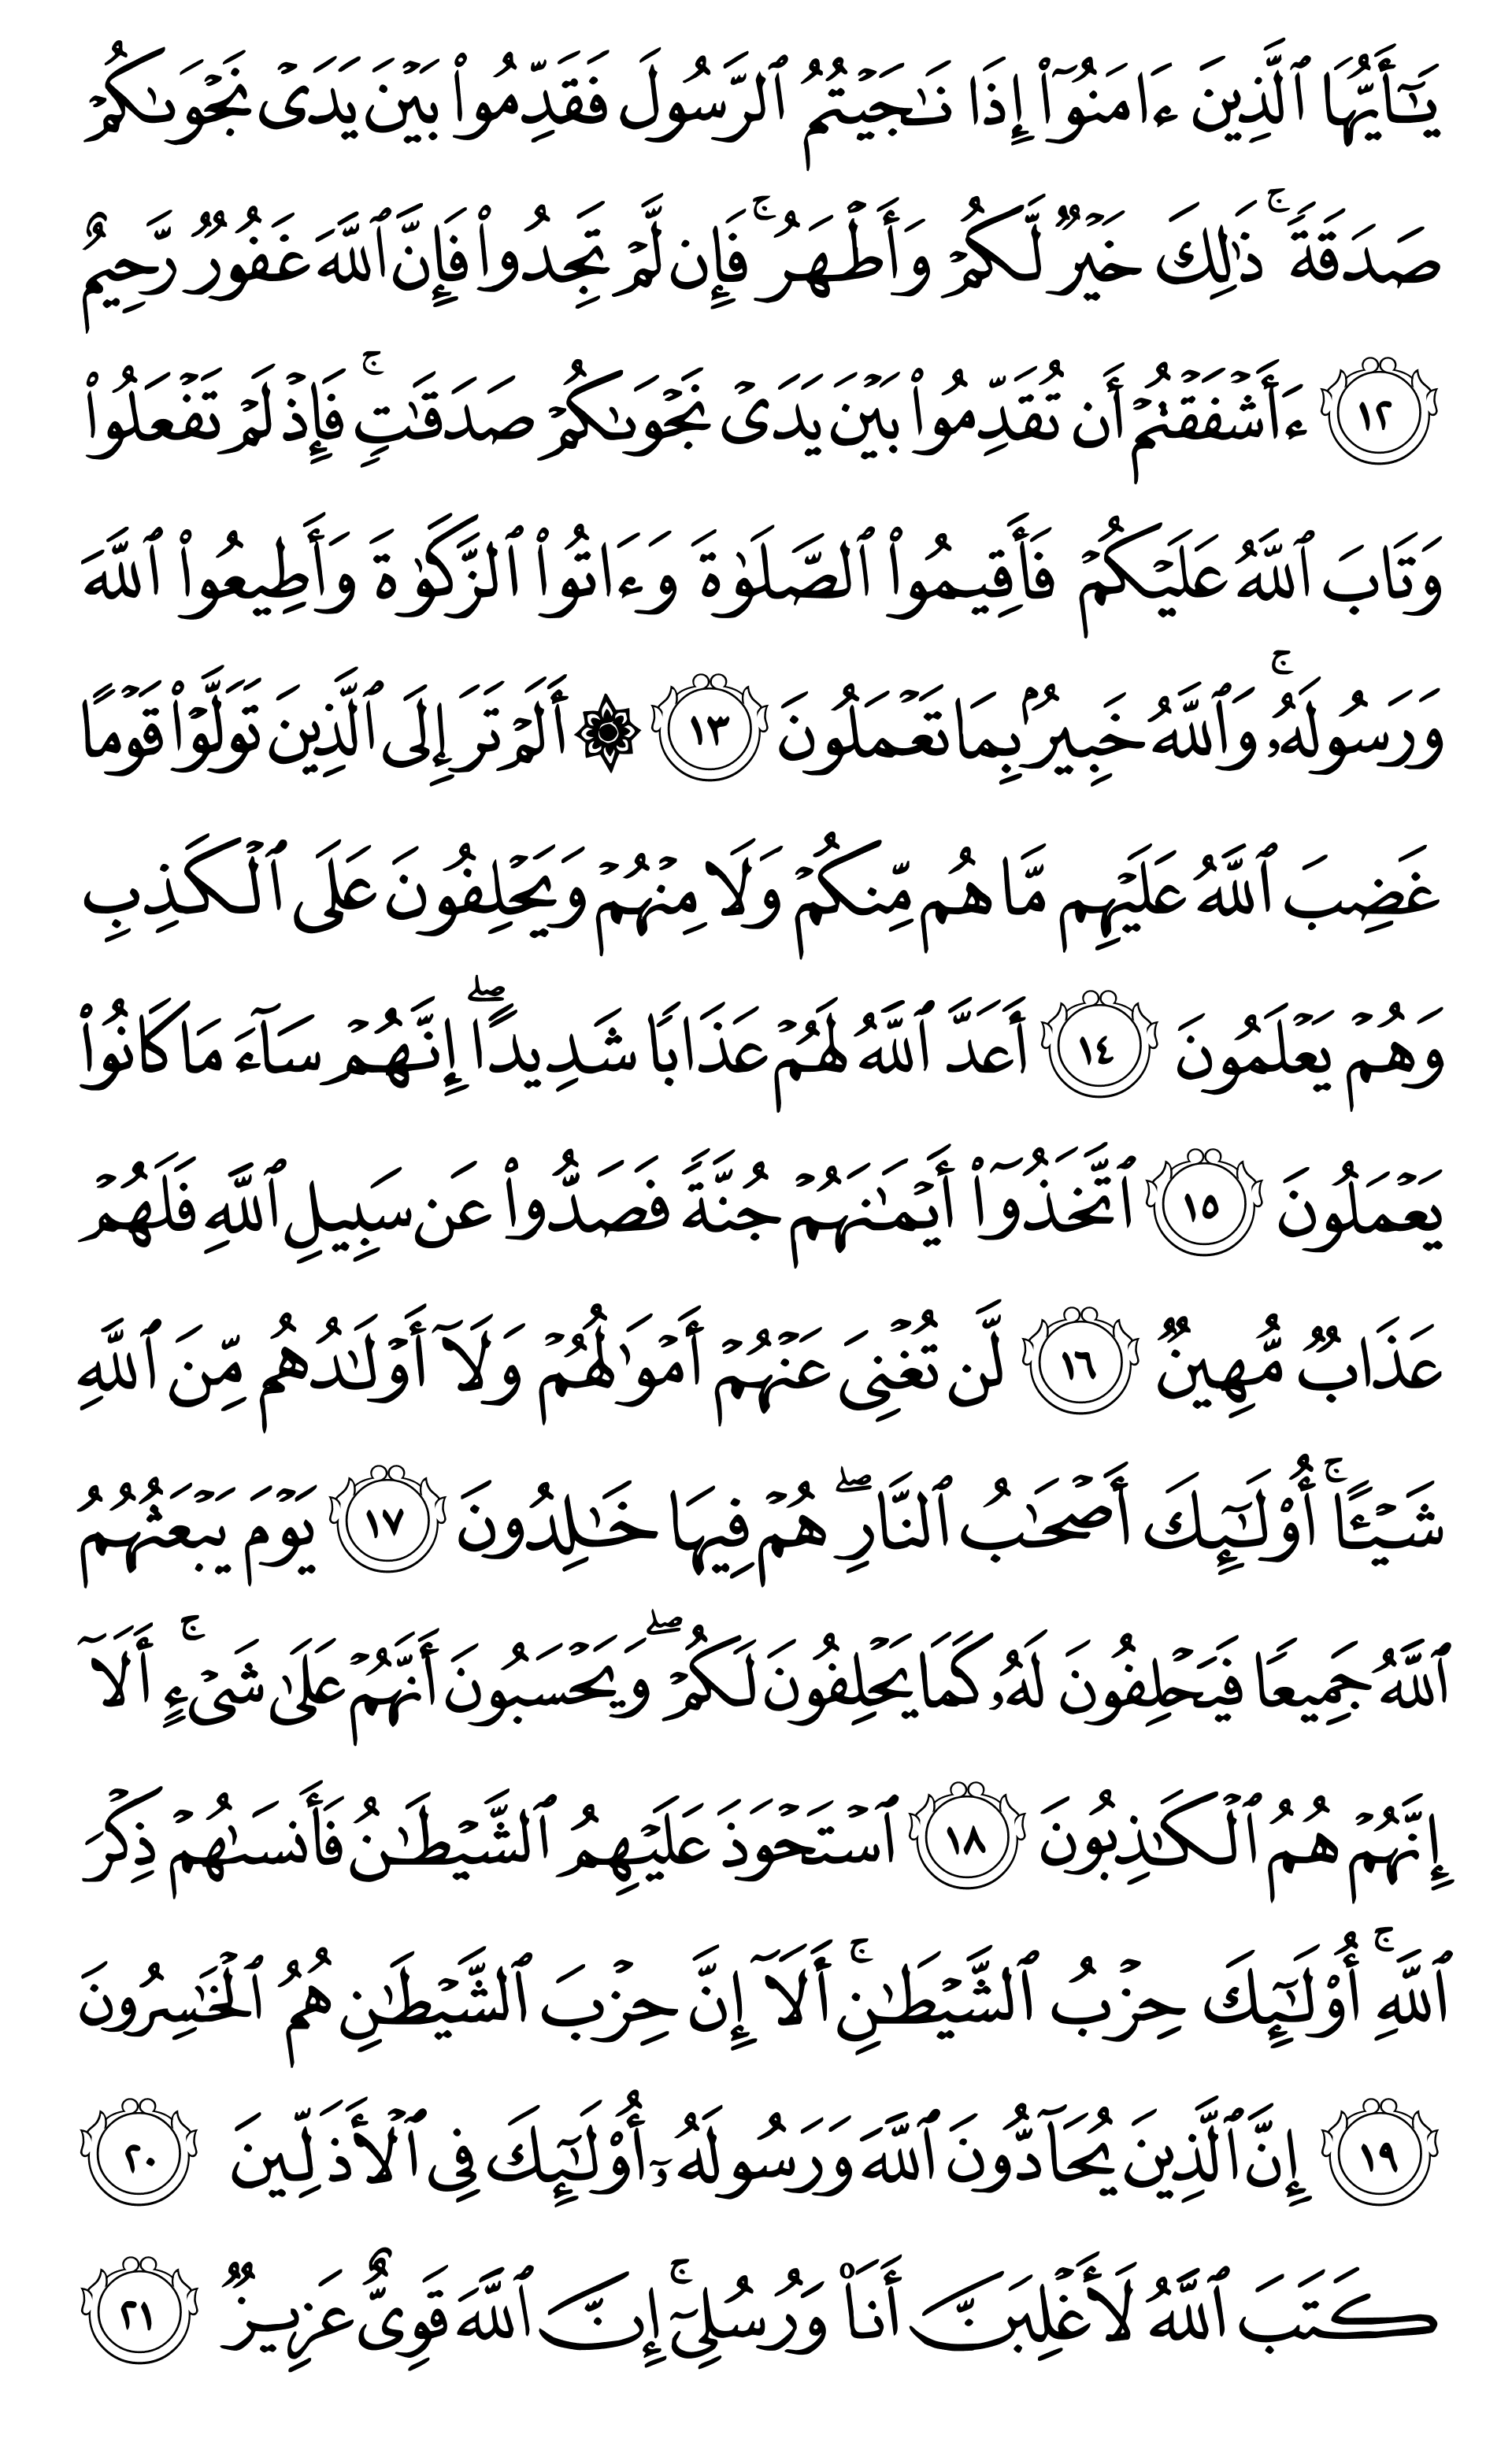 يَٰٓأَيُّهَا ٱلَّذِينَ ءَامَنُوٓا۟ إِذَا نَٰجَيْتُمُ ٱلرَّسُولَ فَقَدِّمُوا۟ بَيْنَ يَدَىْ نَجْوَىٰكُمْ
صَدَقَةًۚ ذَٰلِكَ خَيْرٌ لَّكُمْ وَأَطْهَرُۚ فَإِن لَّمْ تَجِدُوا۟ فَإِنَّ ٱللَّهَ غَفُورٌ رَّحِيمٌ
١٢ ءَأَشْفَقْتُمْ أَن تُقَدِّمُوا۟ بَيْنَ يَدَىْ نَجْوَىٰكُمْ صَدَقَٰتٍۚ فَإِذْ لَمْ تَفْعَلُوا۟
وَتَابَ ٱللَّهُ عَلَيْكُمْ فَأَقِيمُوا۟ ٱلصَّلَوٰةَ وَءَاتُوا۟ ٱلزَّكَوٰةَ وَأَطِيعُوا۟ ٱللَّهَ
وَرَسُولَهُۥۚ وَٱللَّهُ خَبِيرٌۢ بِمَا تَعْمَلُونَ ١٣ ۞ أَلَمْ تَرَ إِلَى ٱلَّذِينَ تَوَلَّوْا۟ قَوْمًا
غَضِبَ ٱللَّهُ عَلَيْهِم مَّا هُم مِّنكُمْ وَلَا مِنْهُمْ وَيَحْلِفُونَ عَلَى ٱلْكَذِبِ
وَهُمْ يَعْلَمُونَ ١٤ أَعَدَّ ٱللَّهُ لَهُمْ عَذَابًا شَدِيدًاۖ إِنَّهُمْ سَآءَ مَا كَانُوا۟
يَعْمَلُونَ ١٥ ٱتَّخَذُوٓا۟ أَيْمَٰنَهُمْ جُنَّةً فَصَدُّوا۟ عَن سَبِيلِ ٱللَّهِ فَلَهُمْ
عَذَابٌ مُّهِينٌ ١٦ لَّن تُغْنِىَ عَنْهُمْ أَمْوَٰلُهُمْ وَلَآ أَوْلَٰدُهُم مِّنَ ٱللَّهِ
شَيْـًٔاۚ أُو۟لَٰٓئِكَ أَصْحَٰبُ ٱلنَّارِۖ هُمْ فِيهَا خَٰلِدُونَ ١٧ يَوْمَ يَبْعَثُهُمُ
ٱللَّهُ جَمِيعًا فَيَحْلِفُونَ لَهُۥ كَمَا يَحْلِفُونَ لَكُمْۖ وَيَحْسَبُونَ أَنَّهُمْ عَلَىٰ شَىْءٍۚ أَلَآ
إِنَّهُمْ هُمُ ٱلْكَٰذِبُونَ ١٨ ٱسْتَحْوَذَ عَلَيْهِمُ ٱلشَّيْطَٰنُ فَأَنسَىٰهُمْ ذِكْرَ
ٱللَّهِۚ أُو۟لَٰٓئِكَ حِزْبُ ٱلشَّيْطَٰنِۚ أَلَآ إِنَّ حِزْبَ ٱلشَّيْطَٰنِ هُمُ ٱلْخَٰسِرُونَ
١٩ إِنَّ ٱلَّذِينَ يُحَآدُّونَ ٱللَّهَ وَرَسُولَهُۥٓ أُو۟لَٰٓئِكَ فِى ٱلْأَذَلِّينَ ٢٠
كَتَبَ ٱللَّهُ لَأَغْلِبَنَّ أَنَا۠ وَرُسُلِىٓۚ إِنَّ ٱللَّهَ قَوِىٌّ عَزِيزٌ ٢١